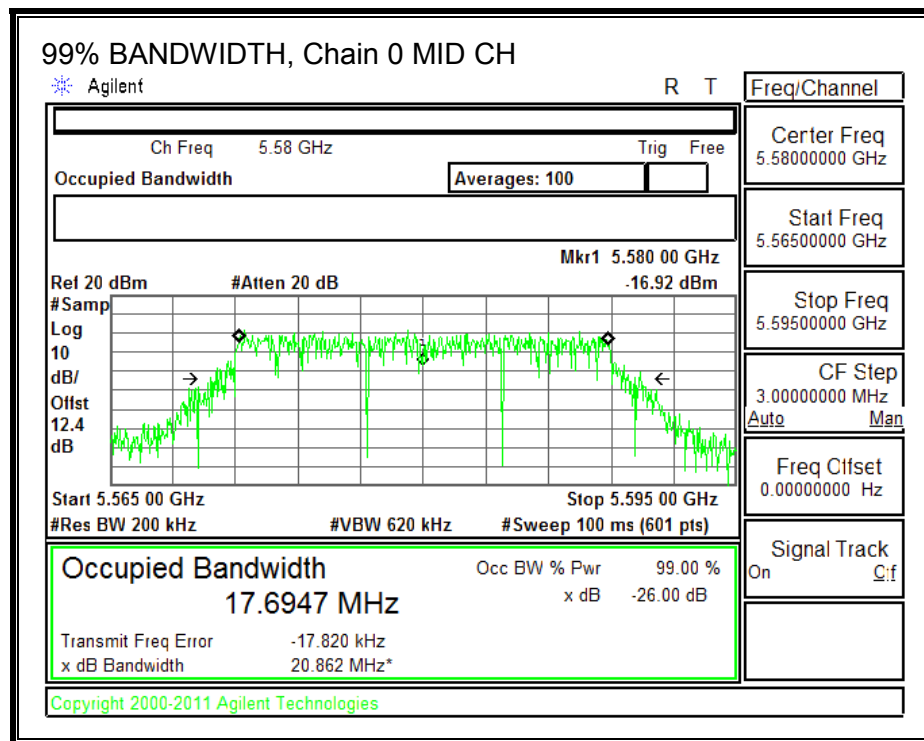 99% BANDWIDTH, Chain 0 MID CH
Agilent R T
Ch Freq 5.58 GHz Trig Free
Occupied Bandwidth Averages: 100
Mkr1 5.580 00 GHz
Ref 20 dBm #Atten 20 dB -16.92 dBm
#Samp
Log
10
dB/
Offst
12.4
dB
1
Start 5.565 00 GHz Stop 5.595 00 GHz
#Res BW 200 kHz #VBW 620 kHz #Sweep 100 ms (601 pts)
Occupied Bandwidth Occ BW % Pwr 99.00 %
17.6947 MHz x dB -26.00 dB
Transmit Freq Error -17.820 kHz
x dB Bandwidth 20.862 MHz*
Copyright 2000-2011 Agilent Technologies
Freq/Channel
Center Freq
5.58000000 GHz
Start Freq
5.56500000 GHz
Stop Freq
5.59500000 GHz
CF Step
3.00000000 MHz
Auto Man
Freq Offset
0.00000000 Hz
Signal Track
On Off